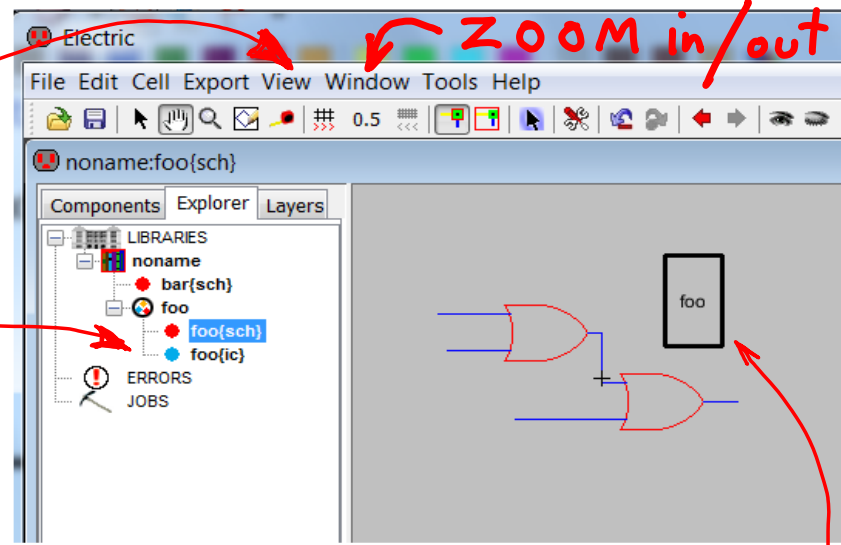 Electric
ZOOM in/out
File Edit Cell Export View Window Tools Help
0.5
noname:foo{sch}
Components Explorer Layers
LIBRARIES
noname
bar{sch}
foo
foo{sch}
foo{ic}
ERRORS
JOBS
foo